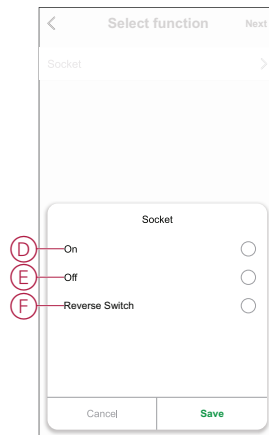 Select function Next
Socket
Socket
D On
E Off
F Reverse Switch
Cancel Save